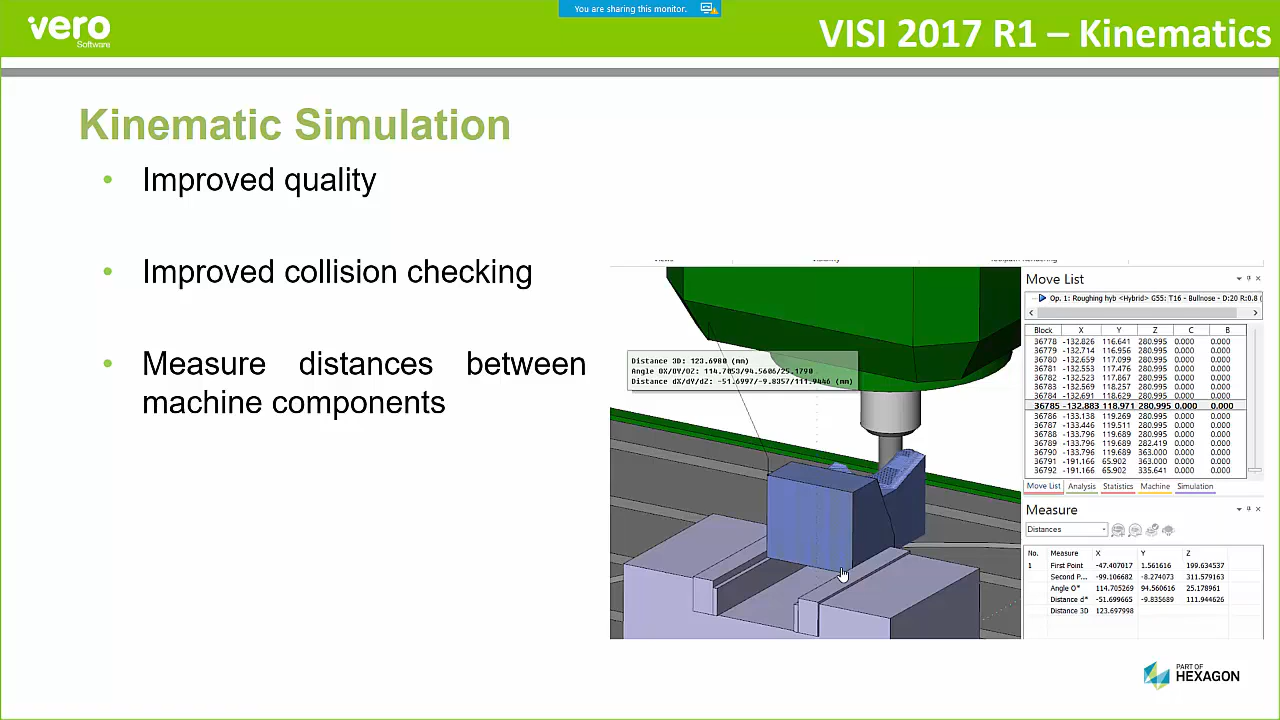 You are sharing this monitor.
vero
Software
VISI 2017 R1 – Kinematics
Kinematic Simulation
• Improved quality
• Improved collision checking
• Measure distances between
machine components
Move List
Op. 1: Roughing hyb <Hybrid> G55: T16 - Bullnose - D:20 R:0.8 (
Block X Y Z C B
36778 -132.826 116.641 280.995 0.000 0.000
36779 -132.714 116.956 280.995 0.000 0.000
36780 -132.659 117.099 280.995 0.000 0.000
36781 -132.553 117.476 280.995 0.000 0.000
36782 -132.523 117.867 280.995 0.000 0.000
36783 -132.569 118.257 280.995 0.000 0.000
36784 -132.691 118.629 280.995 0.000 0.000
36785 -132.883 118.971 280.995 0.000 0.000
36786 -133.138 119.269 280.995 0.000 0.000
36787 -133.446 119.511 280.995 0.000 0.000
36788 -133.796 119.689 280.995 0.000 0.000
36789 -133.796 119.689 282.419 0.000 0.000
36790 -133.796 119.689 363.000 0.000 0.000
36791 -191.166 65.902 363.000 0.000 0.000
36792 -191.166 65.902 335.641 0.000 0.000
Move List Analysis Statistics Machine Simulation
Distance 3D: 123.6980 (mm)
Angle OX/OY/OZ: 114.7053/94.5606/25.1790
Distance dX/dY/dZ: -51.6997/-9.8357/111.9446 (mm)
Measure
Distances
No. Measure X Y Z
1 First Point -47.407017 1.561616 199.634537
Second P... -99.106682 -8.274073 311.579163
Angle O* 114.705269 94.560616 25.178961
Distance d* -51.699665 -9.835689 111.944626
Distance 3D 123.697998
PART OF
HEXAGON